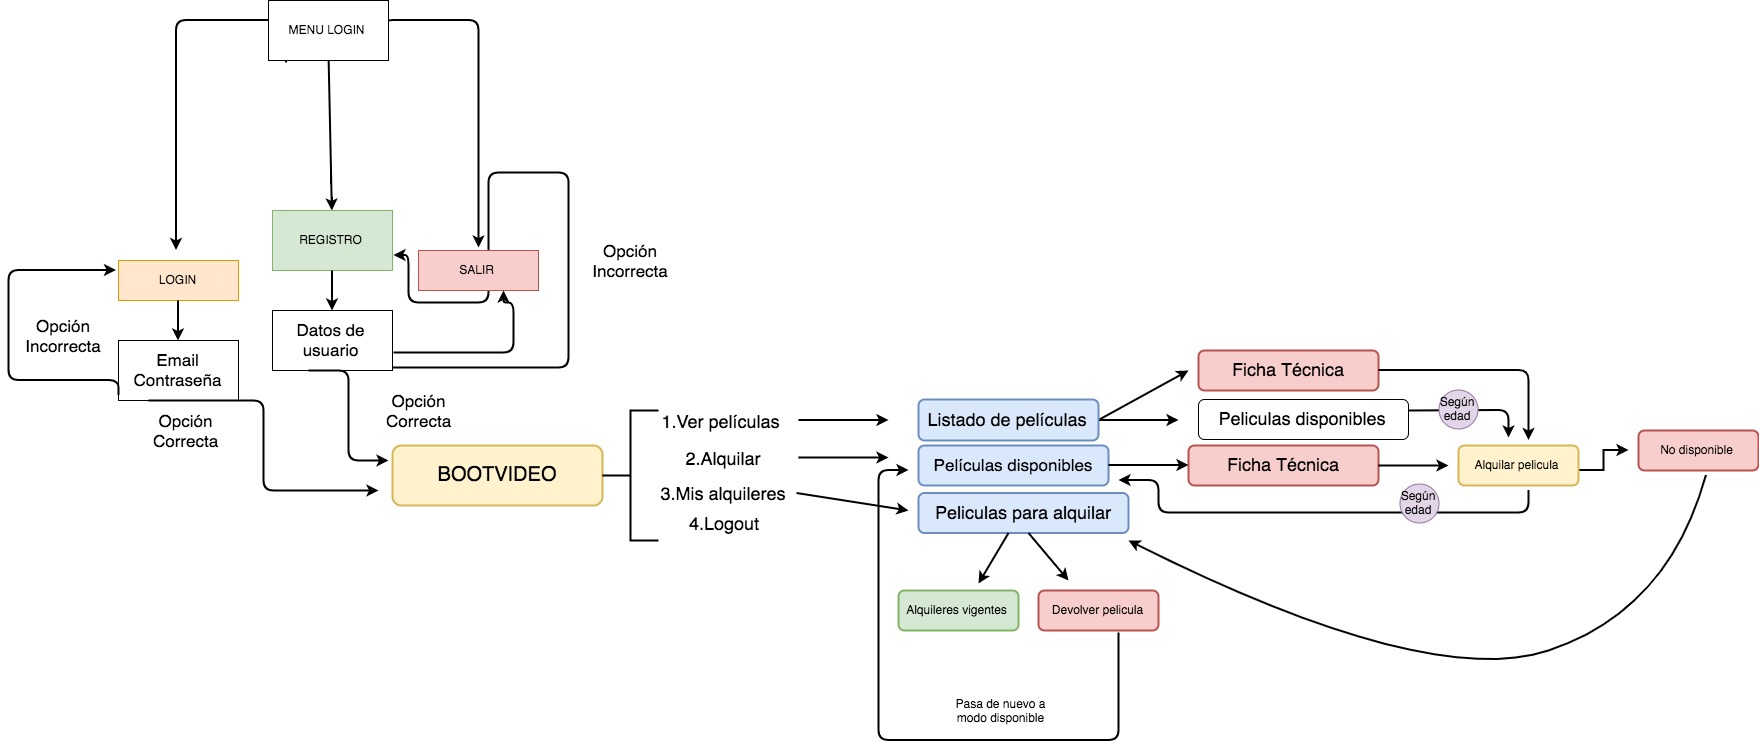 MENU LOGIN
REGISTRO
SALIR
LOGIN
Opción
Incorrecta
Opción
Incorrecta
Datos de
usuario
Email
Contraseña
Opción
Correcta
Opción
Correcta
BOOTVIDEO
1.Ver películas
2.Alquilar
3.Mis alquileres
4.Logout
Listado de películas
Películas disponibles
Peliculas para alquilar
Ficha Técnica
Peliculas disponibles
Según
edad
Ficha Técnica
Alquilar pelicula
No disponible
Según
edad
Alquileres vigentes
Devolver pelicula
Pasa de nuevo a
modo disponible